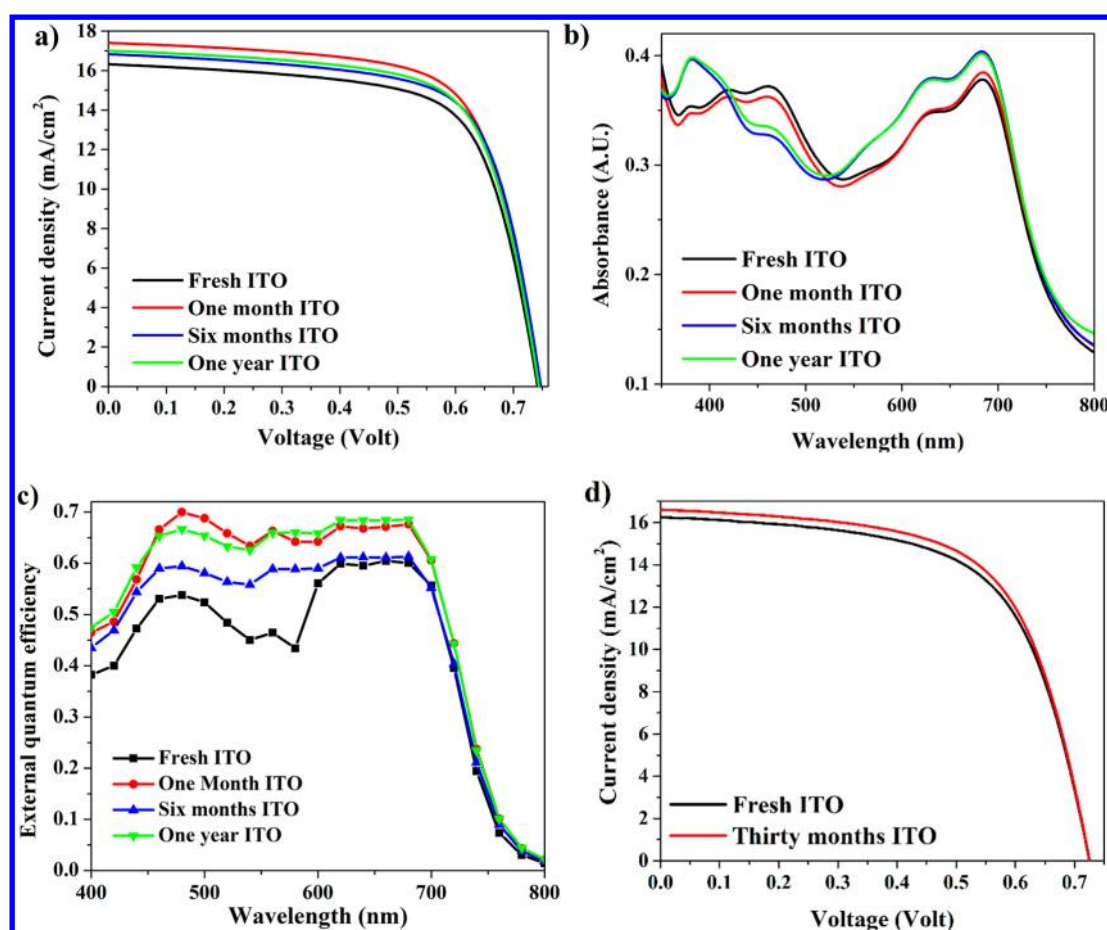 a)
18
16
14
12
10
8
6
4
2
0
Current density (mA/cm²)
Fresh ITO
One month ITO
Six months ITO
One year ITO
0.0 0.1 0.2 0.3 0.4 0.5 0.6 0.7
Voltage (Volt)
b)
0.4
0.3
0.2
0.1
Absorbance (A.U.)
Fresh ITO
One month ITO
Six months ITO
One year ITO
400 500 600 700 800
Wavelength (nm)
c)
0.7
0.6
0.5
0.4
0.3
0.2
0.1
0.0
External quantum efficiency
Fresh ITO
One Month ITO
Six months ITO
One year ITO
400 500 600 700 800
Wavelength (nm)
d)
16
14
12
10
8
6
4
2
0
Current density (mA/cm²)
Fresh ITO
Thirty months ITO
0.0 0.1 0.2 0.3 0.4 0.5 0.6 0.7
Voltage (Volt)